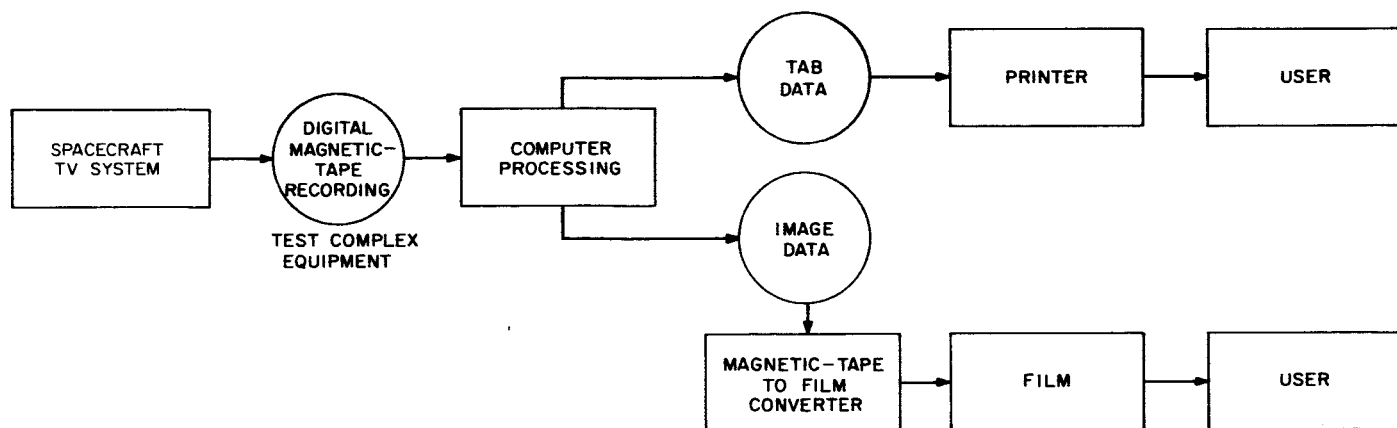 SPACECRAFT
TV SYSTEM
DIGITAL
MAGNETIC-
TAPE
RECORDING
TEST COMPLEX
EQUIPMENT
COMPUTER
PROCESSING
TAB
DATA
PRINTER
USER
IMAGE
DATA
MAGNETIC-TAPE
TO FILM
CONVERTER
FILM
USER